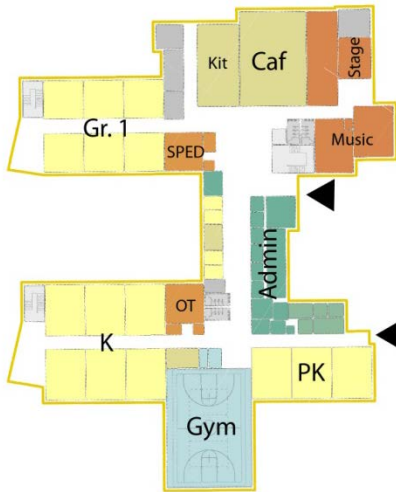 Kit
Caf
Stage
Gr. 1
SPED
Music
Admin
OT
K
PK
Gym